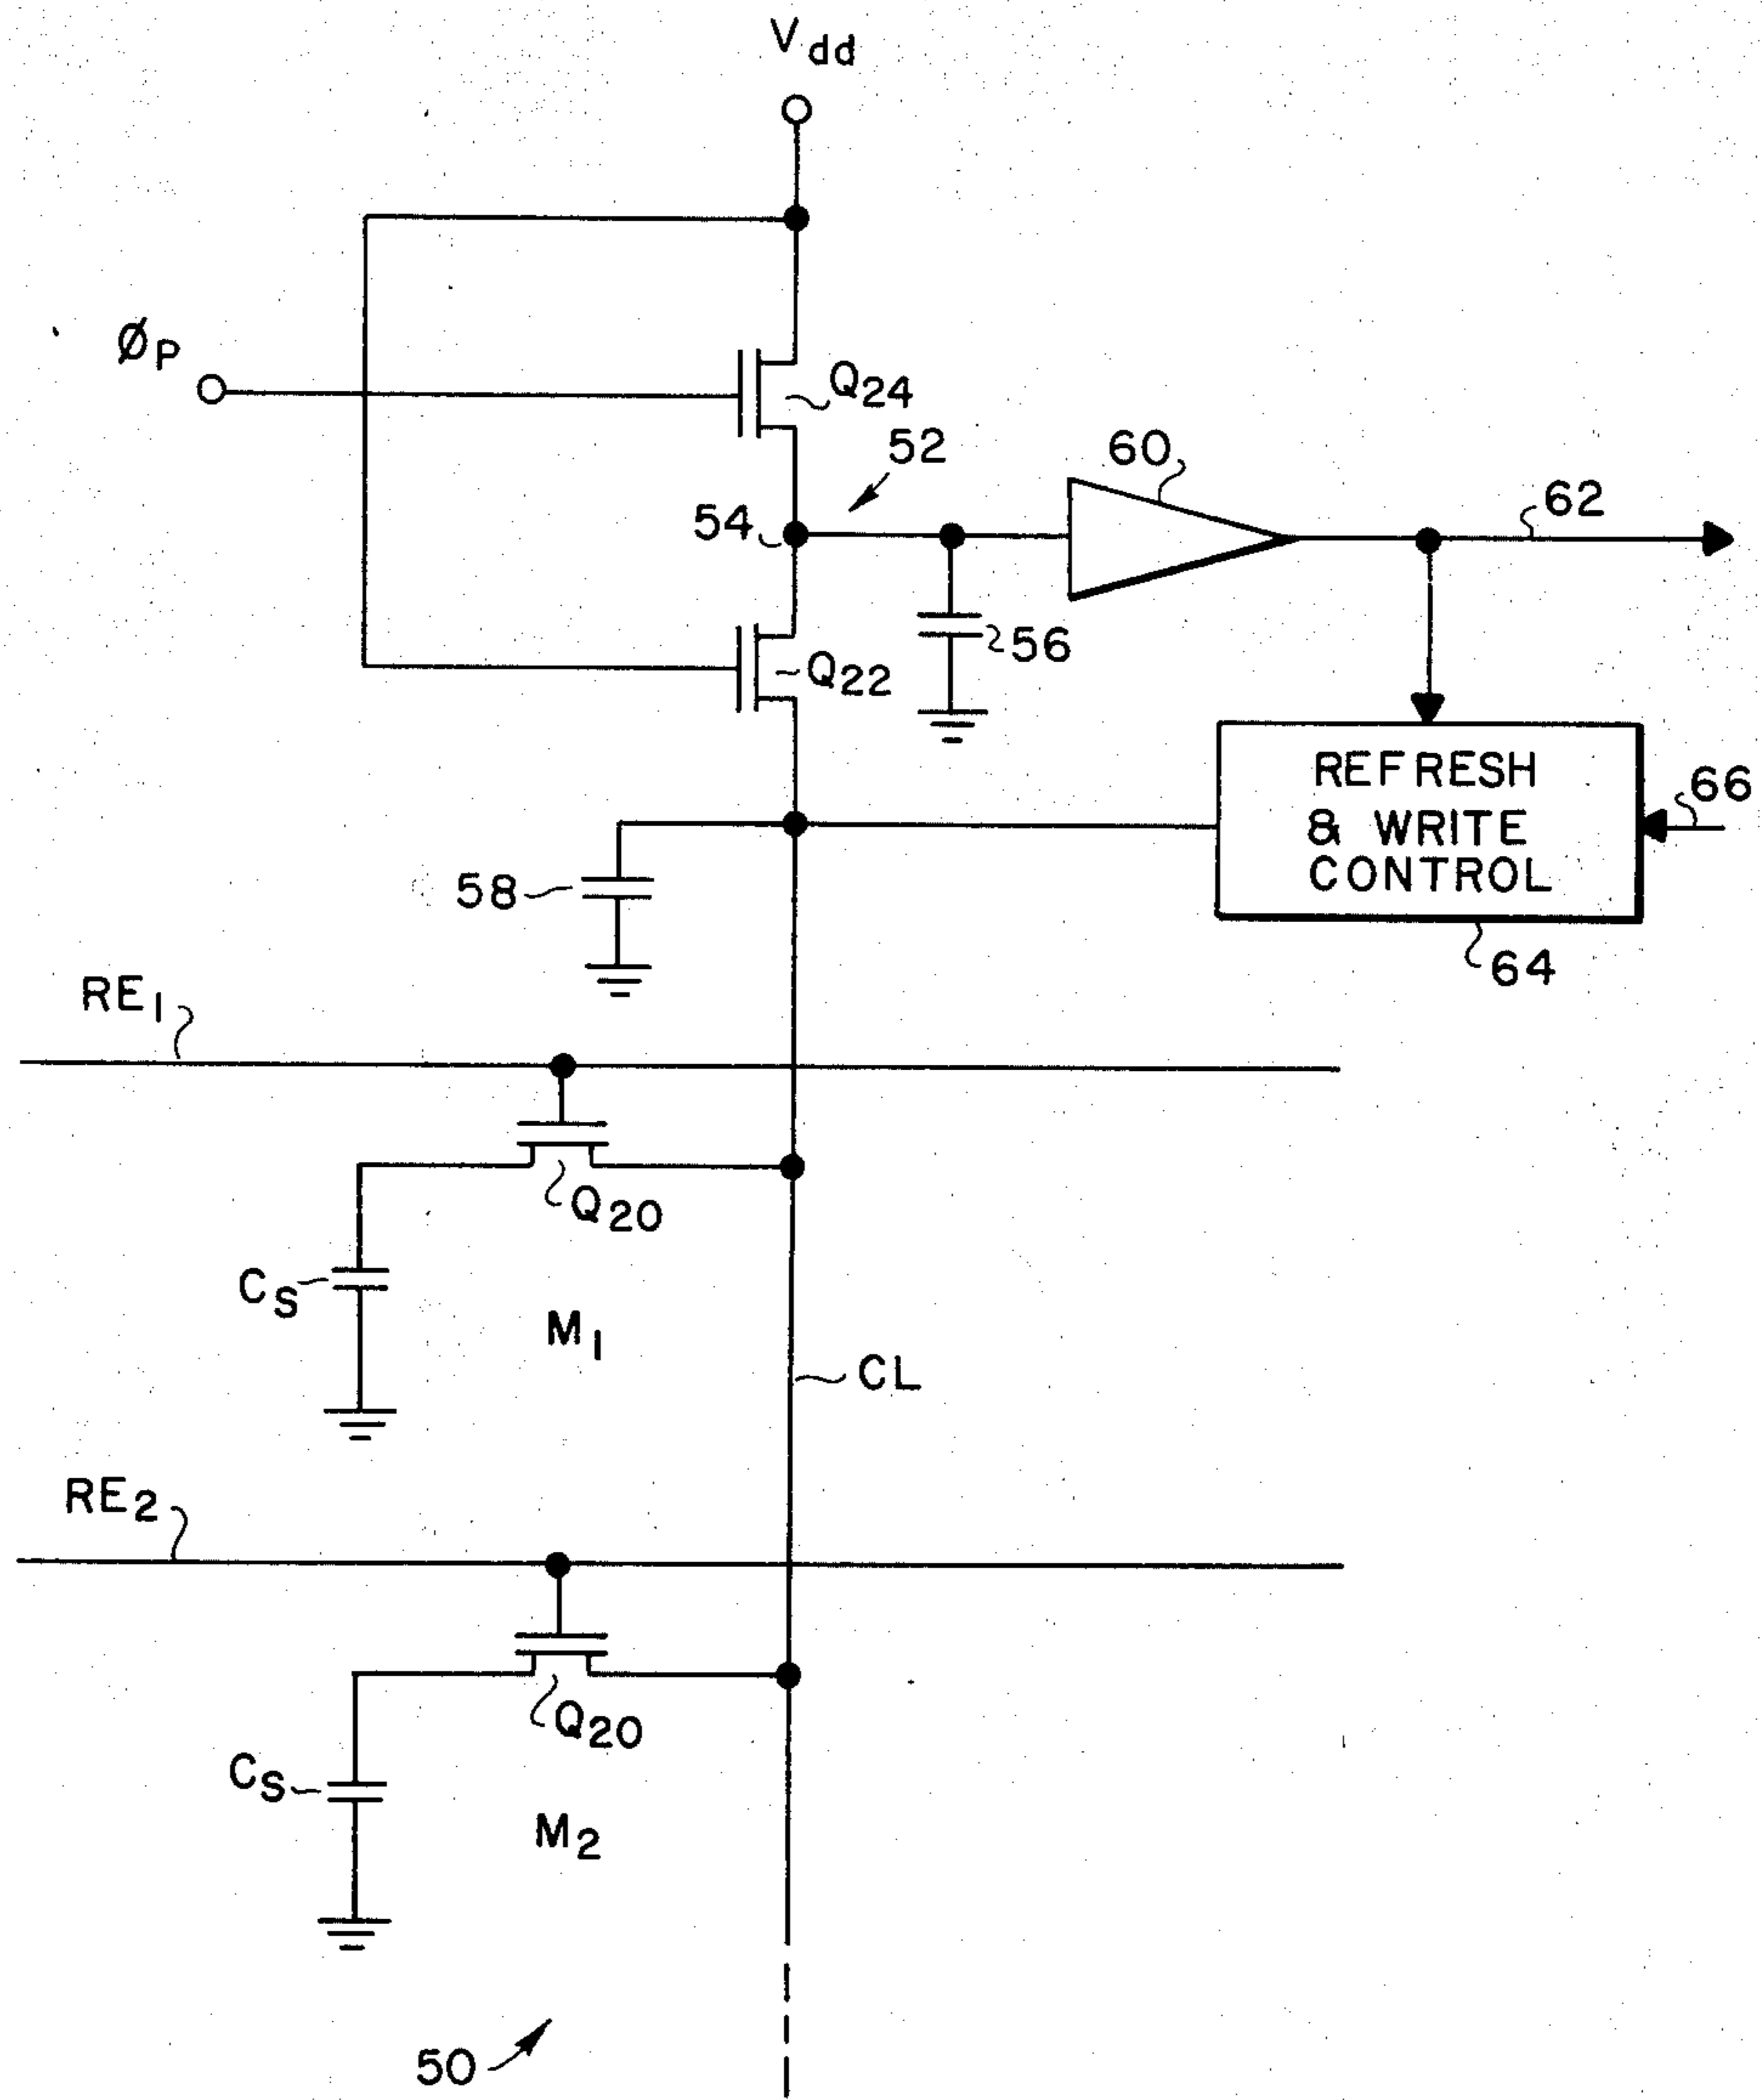 Vdd
ØP
Q24
52
60
62
54
56
Q22
REFRESH
& WRITE
CONTROL
66
58
64
RE1
Q20
CS
M1
CL
RE2
Q20
CS
M2
50